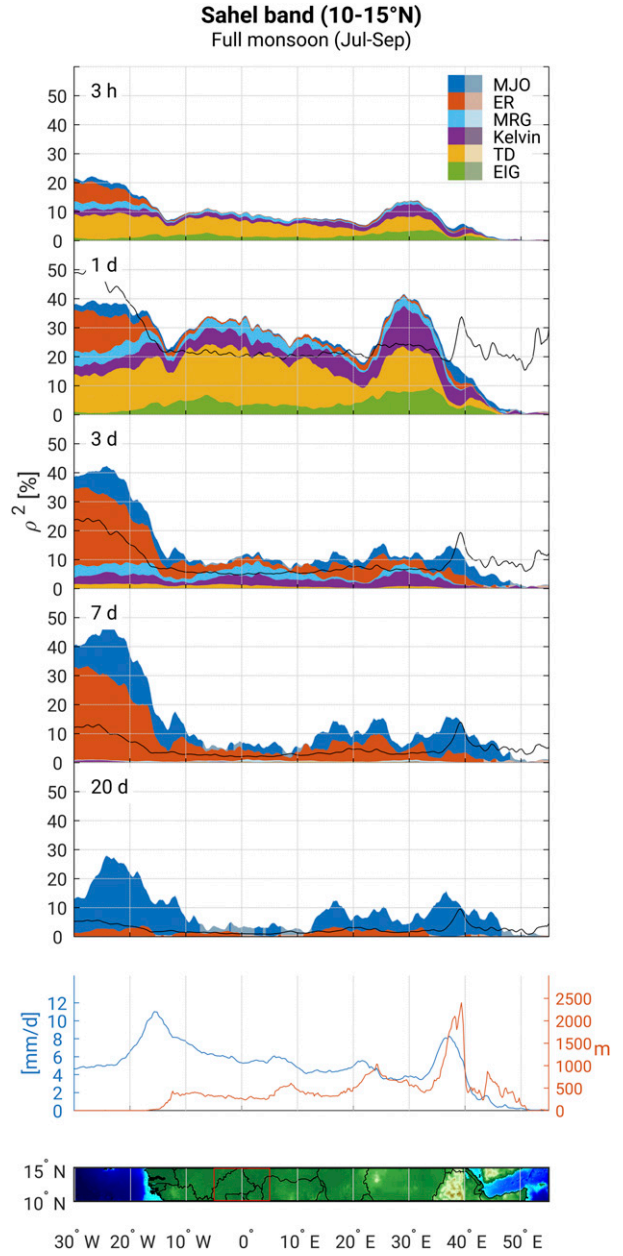 Sahel band (10-15°N)
Full monsoon (Jul-Sep)
3 h
MJO
ER
MRG
Kelvin
TD
EIG
50
40
30
20
10
0
1 d
50
40
30
20
10
0
3 d
50
40
30
20
10
0
ρ² [%]
7 d
50
40
30
20
10
0
20 d
50
40
30
20
10
0
[mm/d]
12
10
8
6
4
2
0
2500
2000
1500
1000
500
0
m
15° N
10° N
30° W 20° W 10° W 0° 10° E 20° E 30° E 40° E 50° E